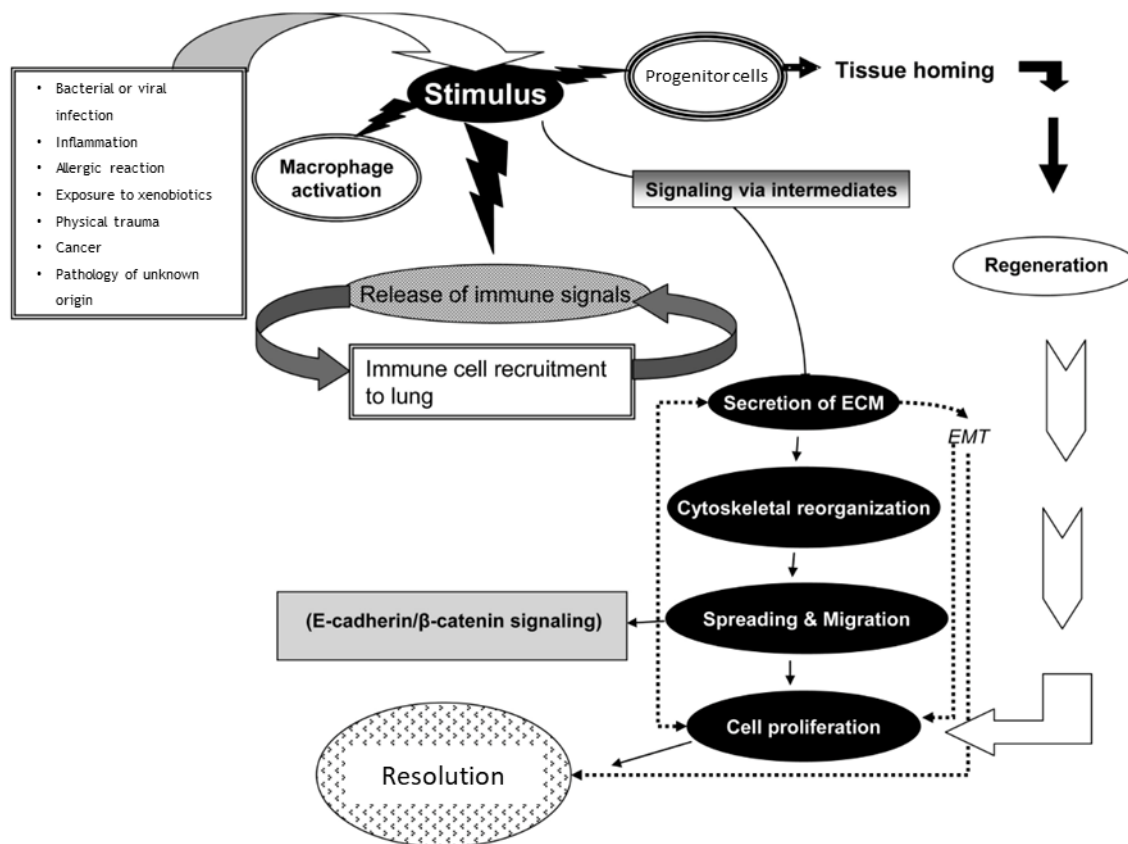 • Bacterial or viral
infection
• Inflammation
• Allergic reaction
• Exposure to xenobiotics
• Physical trauma
• Cancer
• Pathology of unknown
origin
Stimulus
Progenitor cells
Tissue homing
Macrophage
activation
Signaling via intermediates
Regeneration
Release of immune signals
Immune cell recruitment
to lung
Secretion of ECM
EMT
Cytoskeletal reorganization
(E-cadherin/β-catenin signaling)
Spreading & Migration
Cell proliferation
Resolution